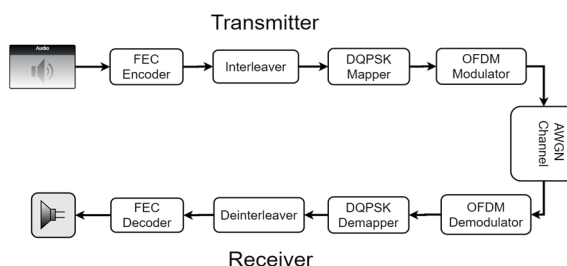 Transmitter
Audio
FEC
Encoder
Interleaver
DQPSK
Mapper
OFDM
Modulator
AWGN
Channel
FEC
Decoder
Deinterleaver
DQPSK
Demapper
OFDM
Demodulator
Receiver